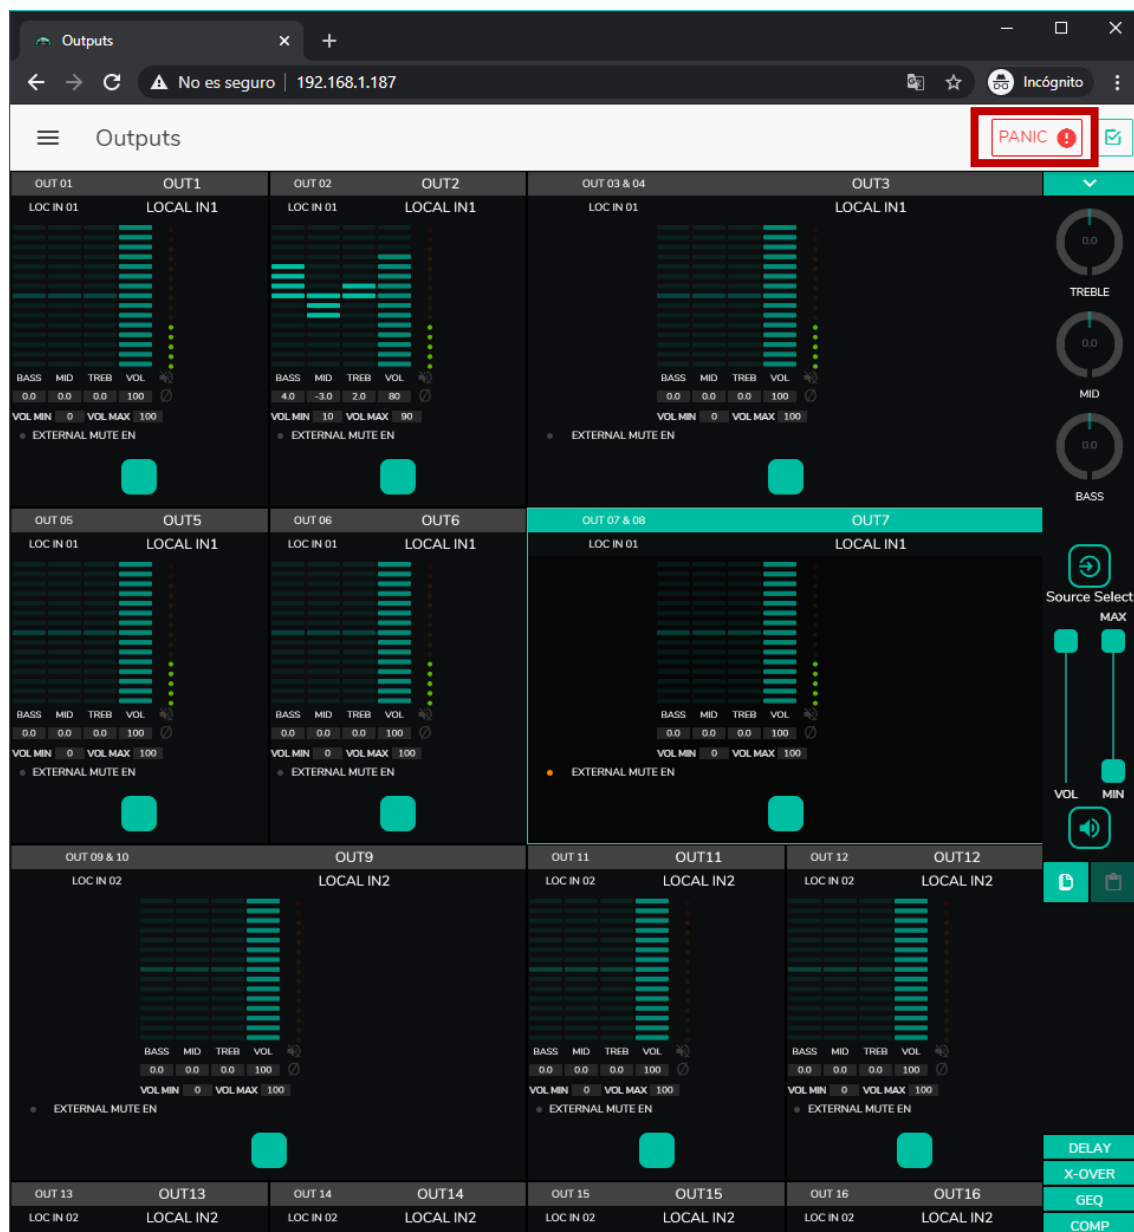 Outputs
No es seguro 192.168.1.187 Incógnito
Outputs PANIC
OUT 01 OUT1 OUT 02 OUT2 OUT 03 & 04 OUT3
LOC IN 01 LOCAL IN1 LOC IN 01 LOCAL IN1 LOC IN 01 LOCAL IN1
0.0
TREBLE
0.0
BASS MID TREB VOL BASS MID TREB VOL BASS MID TREB VOL
0.0 0.0 0.0 100 4.0 -3.0 2.0 80 0.0 0.0 0.0 100
MID
VOL MIN 0 VOL MAX 100 VOL MIN 10 VOL MAX 90 VOL MIN 0 VOL MAX 100
EXTERNAL MUTE EN EXTERNAL MUTE EN EXTERNAL MUTE EN
0.0
BASS
OUT 05 OUT5 OUT 06 OUT6 OUT 07 & 08 OUT7
LOC IN 01 LOCAL IN1 LOC IN 01 LOCAL IN1 LOC IN 01 LOCAL IN1
Source Select
MAX
BASS MID TREB VOL BASS MID TREB VOL BASS MID TREB VOL
0.0 0.0 0.0 100 0.0 0.0 0.0 100 0.0 0.0 0.0 100
VOL MIN 0 VOL MAX 100 VOL MIN 0 VOL MAX 100 VOL MIN 0 VOL MAX 100
EXTERNAL MUTE EN EXTERNAL MUTE EN EXTERNAL MUTE EN
VOL MIN
OUT 09 & 10 OUT9 OUT 11 OUT11 OUT 12 OUT12
LOC IN 02 LOCAL IN2 LOC IN 02 LOCAL IN2 LOC IN 02 LOCAL IN2
BASS MID TREB VOL BASS MID TREB VOL BASS MID TREB VOL
0.0 0.0 0.0 100 0.0 0.0 0.0 100 0.0 0.0 0.0 100
VOL MIN 0 VOL MAX 100 VOL MIN 0 VOL MAX 100 VOL MIN 0 VOL MAX 100
EXTERNAL MUTE EN EXTERNAL MUTE EN EXTERNAL MUTE EN
DELAY
X-OVER
OUT 13 OUT13 OUT 14 OUT14 OUT 15 OUT15 OUT 16 OUT16
GEQ
LOC IN 02 LOCAL IN2 LOC IN 02 LOCAL IN2 LOC IN 02 LOCAL IN2 LOC IN 02 LOCAL IN2
COMP